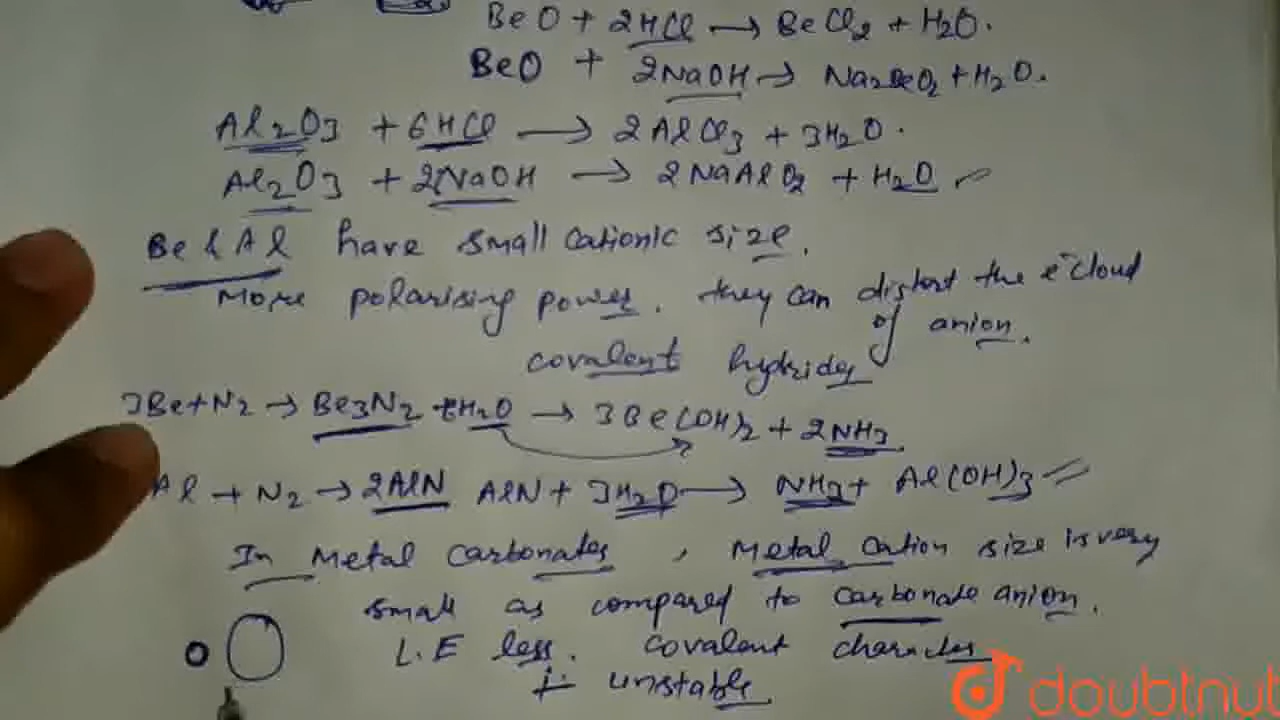 BeO + 2HCl → BeCl2 + H2O.
BeO + 2NaOH → Na2BeO2 + H2O.
Al2O3 + 6HCl → 2AlCl3 + 3H2O.
Al2O3 + 2NaOH → 2NaAlO2 + H2O
Be & Al have small cationic size.
More polarising power. they can distort the e⁻ cloud
of anion.
covalent hydrides
3Be+N2 → Be3N2 + H2O → 3Be(OH)2 + 2NH3.
Al + N2 → 2AlN AlN + 3H2O → NH3 + Al(OH)3
In Metal Carbonates, Metal Cation size is very
small as compared to carbonate anion.
L.E less. covalent character
unstable
doubtnut